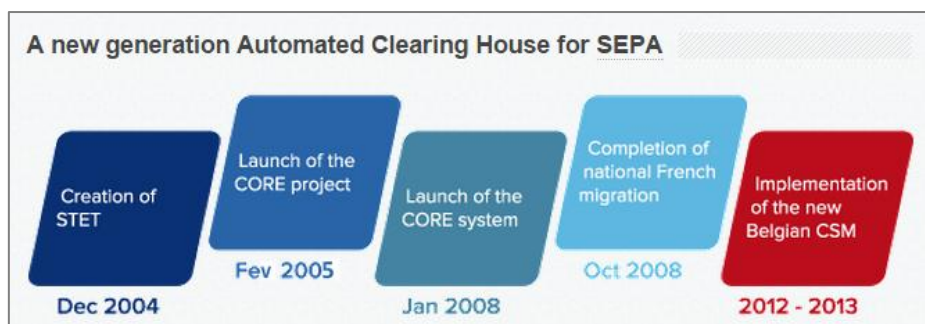 A new generation Automated Clearing House for SEPA
Creation of
STET
Dec 2004
Launch of the
CORE project
Fev 2005
Launch of the
CORE system
Jan 2008
Completion of
national French
migration
Oct 2008
Implementation
of the new
Belgian CSM
2012 - 2013